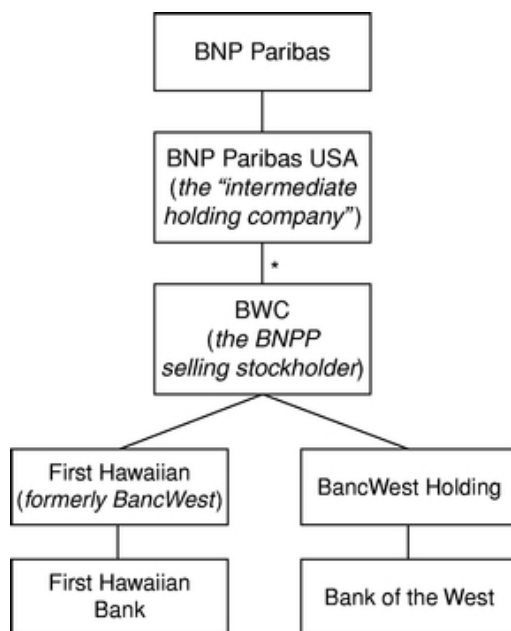 BNP Paribas
BNP Paribas USA
(the “intermediate
holding company”)
*
BWC
(the BNPP
selling stockholder)
First Hawaiian
(formerly BancWest)
BancWest Holding
First Hawaiian
Bank
Bank of the West